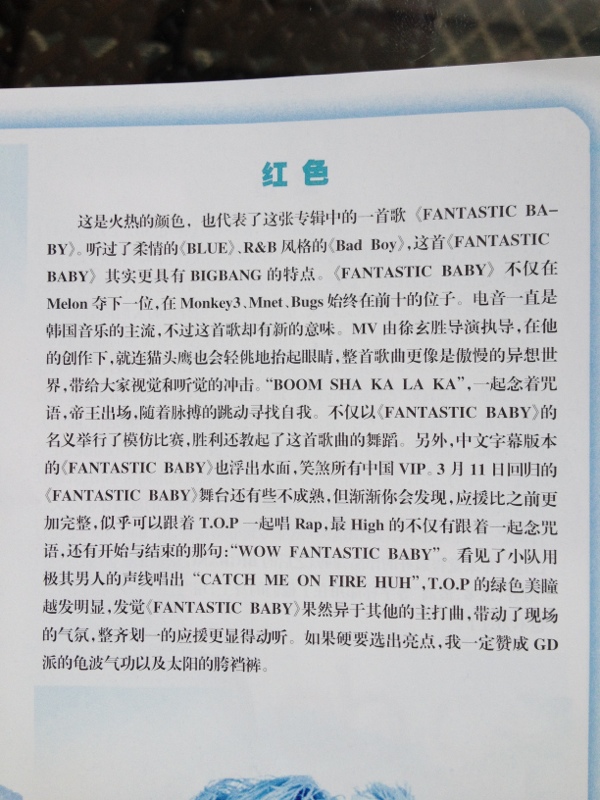 红色
这是火热的颜色，也代表了这张专辑中的一首歌《FANTASTIC BA-
BY》。听过了柔情的《BLUE》、R&B 风格的《Bad Boy》，这首《FANTASTIC
BABY》其实更具有 BIGBANG 的特点。《FANTASTIC BABY》不仅在
Melon 夺下一位，在 Monkey3、Mnet、Bugs 始终在前十的位子。电音一直是
韩国音乐的主流，不过这首歌却有新的意味。MV 由徐玄胜导演执导，在他
的创作下，就连猫头鹰也会轻佻地抬起眼睛，整首歌曲更像是傲慢的异想世
界，带给大家视觉和听觉的冲击。“BOOM SHA KA LA KA”，一起念着咒
语，帝王出场，随着脉搏的跳动寻找自我。不仅以《FANTASTIC BABY》的
名义举行了模仿比赛，胜利还教起了这首歌曲的舞蹈。另外，中文字幕版本
的《FANTASTIC BABY》也浮出水面，笑煞所有中国 VIP。3 月 11 日回归的
《FANTASTIC BABY》舞台还有些不成熟，但渐渐你会发现，应援比之前更
加完整，似乎可以跟着 T.O.P 一起唱 Rap，最 High 的不仅有跟着一起念咒
语，还有开始与结束的那句：“WOW FANTASTIC BABY”。看见了小队用
极其男人的声线唱出 “CATCH ME ON FIRE HUH”，T.O.P 的绿色美瞳
越发明显，发觉《FANTASTIC BABY》果然异于其他的主打曲，带动了现场
的气氛，整齐划一的应援更显得动听。如果硬要选出亮点，我一定赞成 GD
派的龟波气功以及太阳的胯裆裤。